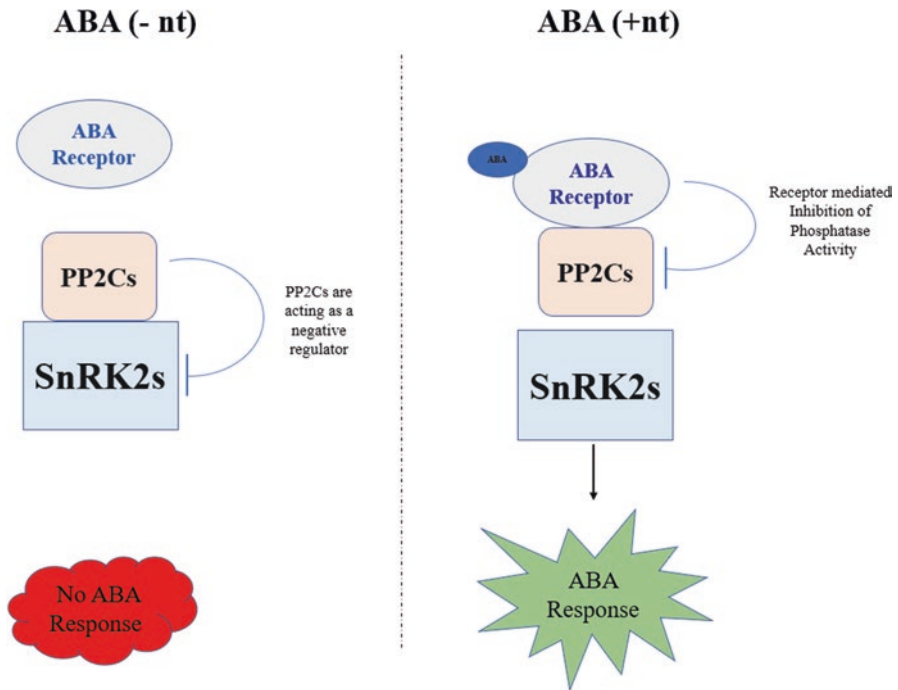 ABA (- nt)
ABA
Receptor
PP2Cs
SnRK2s
PP2Cs are
acting as a
negative
regulator
No ABA
Response
ABA (+nt)
ABA
ABA
Receptor
PP2Cs
SnRK2s
Receptor mediated
Inhibition of
Phosphatase
Activity
ABA
Response